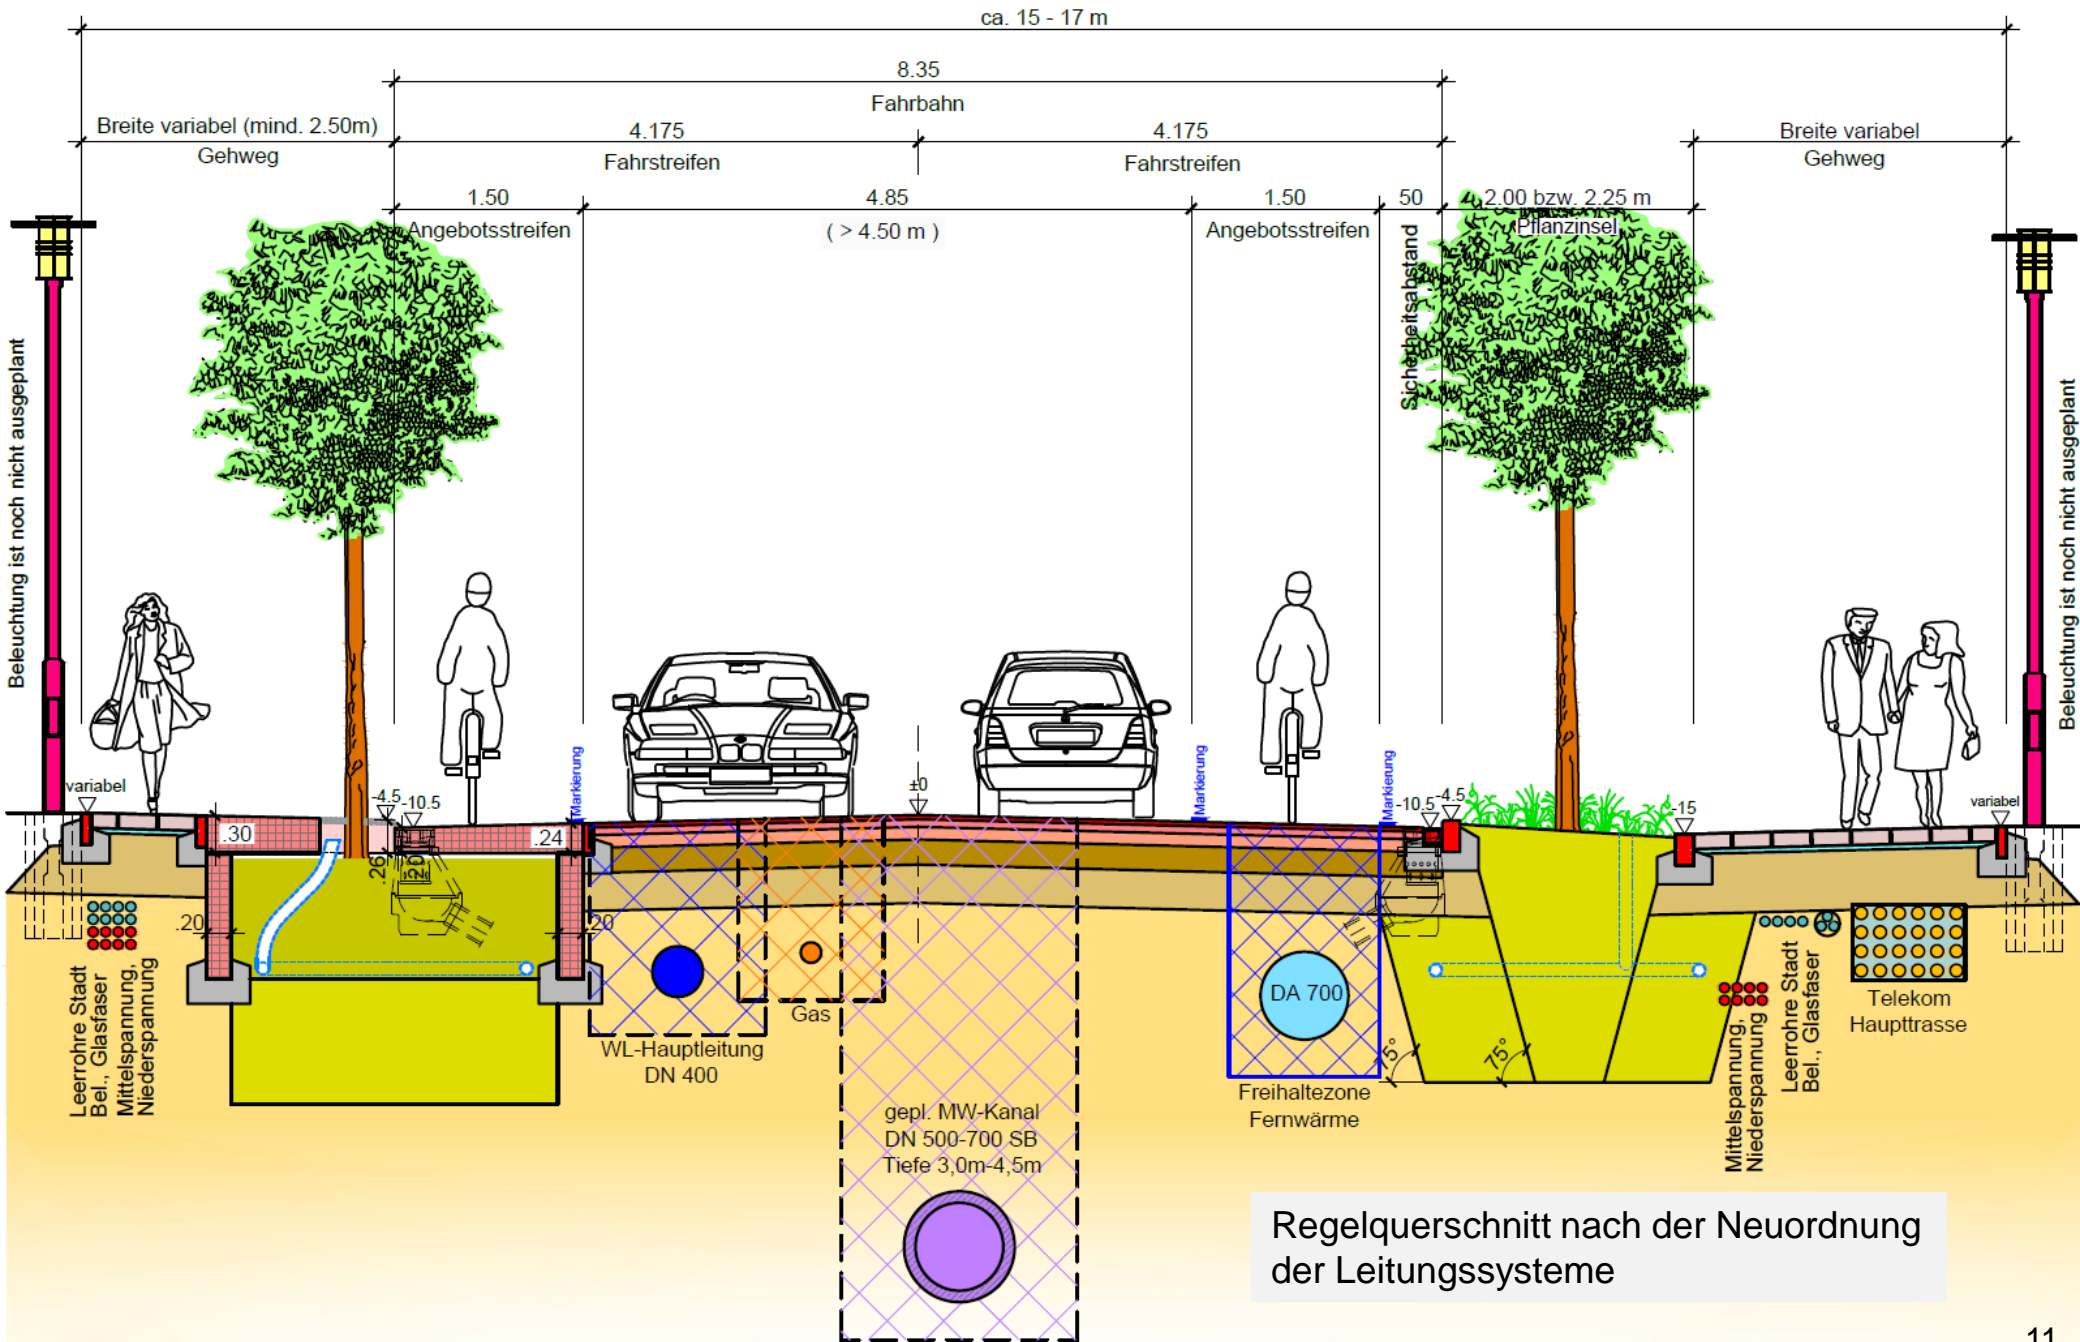 ca. 15 - 17 m
8.35
Fahrbahn
Breite variabel (mind. 2.50m)
Gehweg
4.175
Fahrstreifen
4.175
Fahrstreifen
Breite variabel
Gehweg
1.50
Angebotsstreifen
4.85
( > 4.50 m )
1.50
Angebotsstreifen
50
Sicherheitsabstand
2.00 bzw. 2.25 m
Pflanzinsel
Beleuchtung ist noch nicht ausgeplant
Beleuchtung ist noch nicht ausgeplant
variabel
-4.5
-10.5
Markierung
±0
Markierung
Markierung
-10.5
-4.5
-15
variabel
.30
.24
.26
.20
.20
Leerrohre Stadt
Bel., Glasfaser
Mittelspannung,
Niederspannung
WL-Hauptleitung
DN 400
Gas
gepl. MW-Kanal
DN 500-700 SB
Tiefe 3,0m-4,5m
DA 700
Freihaltezone
Fernwärme
75°
75°
Mittelspannung,
Niederspannung
Leerrohre Stadt
Bel., Glasfaser
Telekom
Haupttrasse
Regelquerschnitt nach der Neuordnung
der Leitungssysteme
11